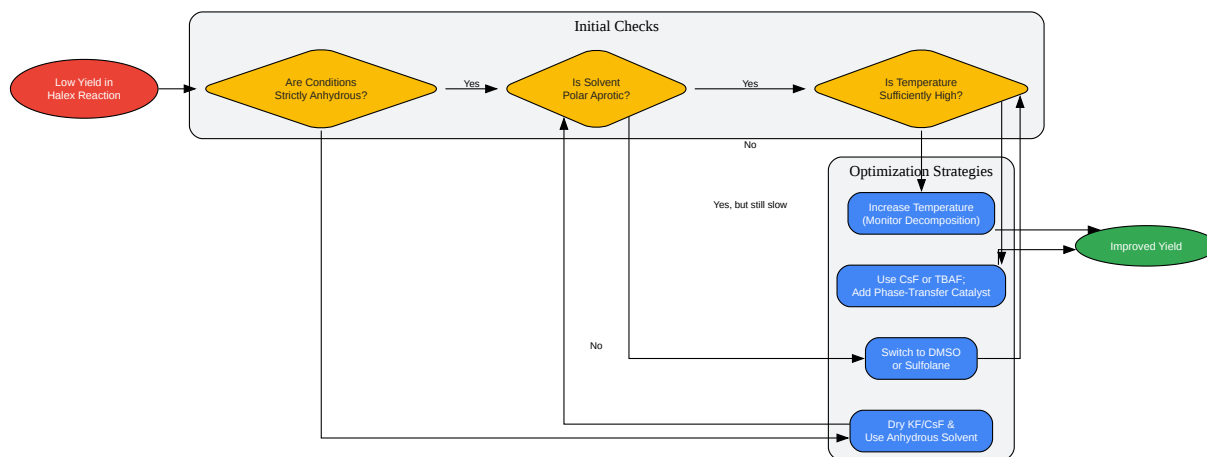 Initial Checks
Low Yield in
Halex Reaction
Are Conditions
Strictly Anhydrous?
Yes
Is Solvent
Polar Aprotic?
Yes
Is Temperature
Sufficiently High?
No
Optimization Strategies
Increase Temperature
(Monitor Decomposition)
Yes, but still slow
Improved Yield
Use CsF or TBAF;
Add Phase-Transfer Catalyst
No
Switch to DMSO
or Sulfolane
Dry KF/CsF &
Use Anhydrous Solvent